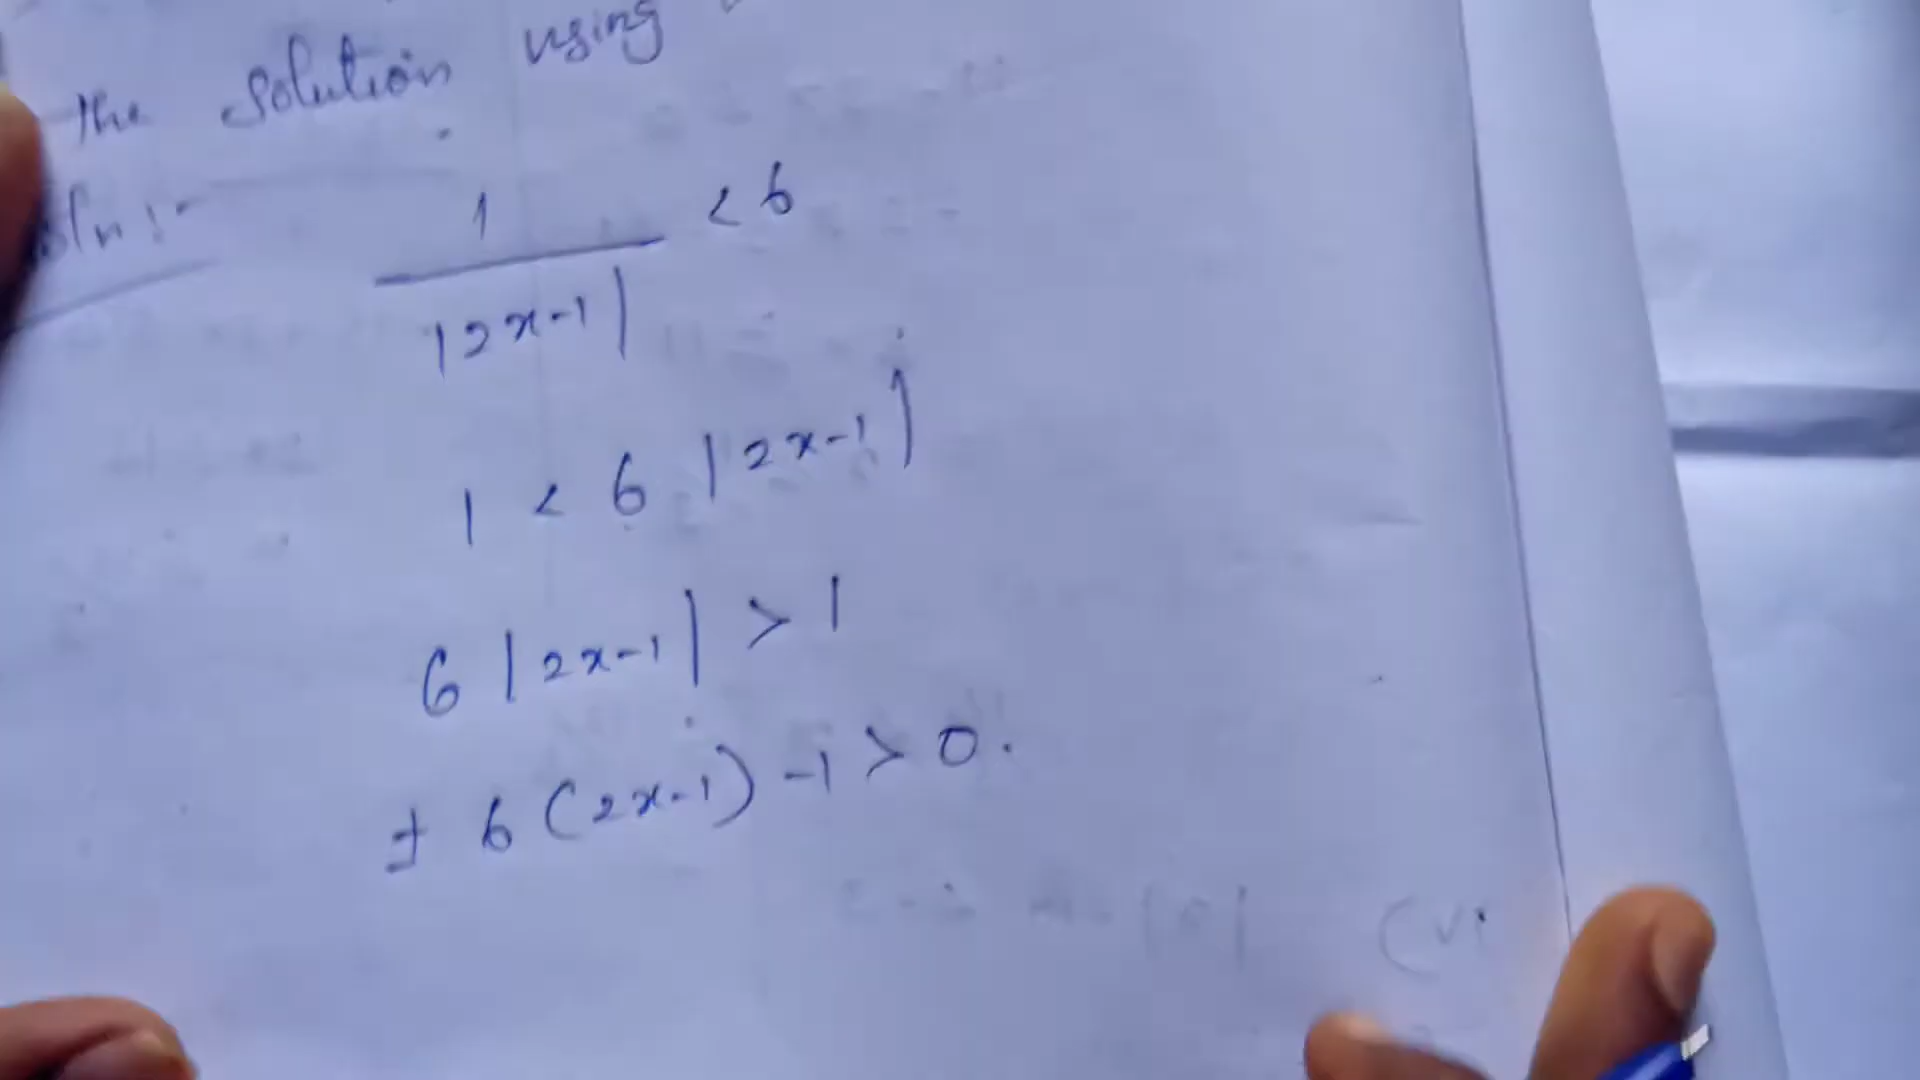 the solution using
soln :-
1 / |2x-1| < 6
1 < 6 |2x-1|
6 |2x-1| > 1
± 6 (2x-1) -1 > 0.